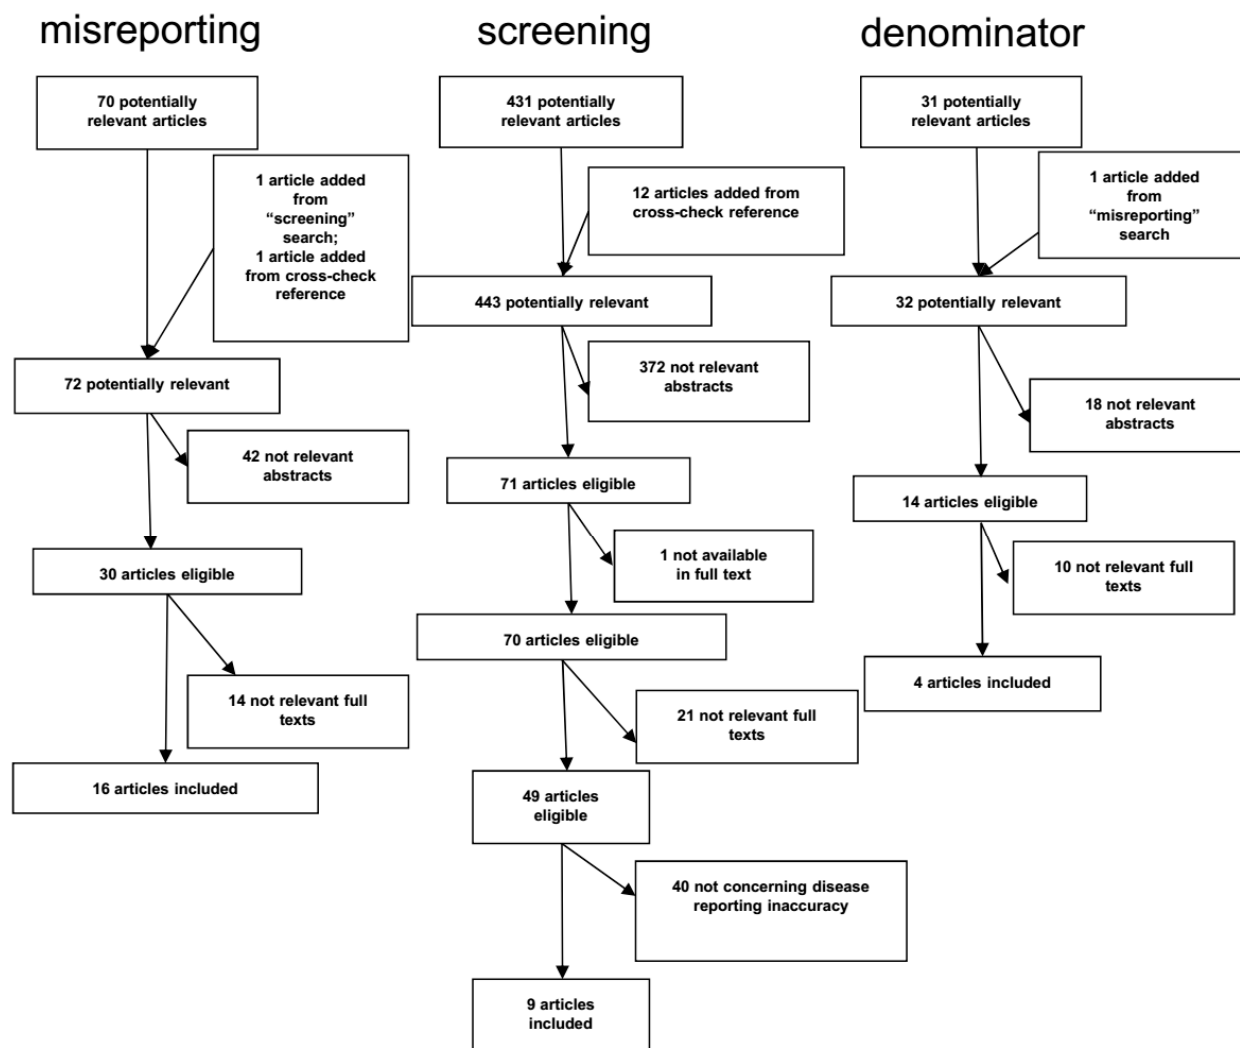 misreporting
70 potentially
relevant articles
1 article added
from
“screening”
search;
1 article added
from cross-check
reference
72 potentially relevant
42 not relevant
abstracts
30 articles eligible
14 not relevant full
texts
16 articles included
screening
431 potentially
relevant articles
12 articles added from
cross-check reference
443 potentially relevant
372 not relevant
abstracts
71 articles eligible
1 not available
in full text
70 articles eligible
21 not relevant full
texts
49 articles
eligible
40 not concerning disease
reporting inaccuracy
9 articles
included
denominator
31 potentially
relevant articles
1 article added
from
“misreporting”
search
32 potentially relevant
18 not relevant
abstracts
14 articles eligible
10 not relevant full
texts
4 articles included